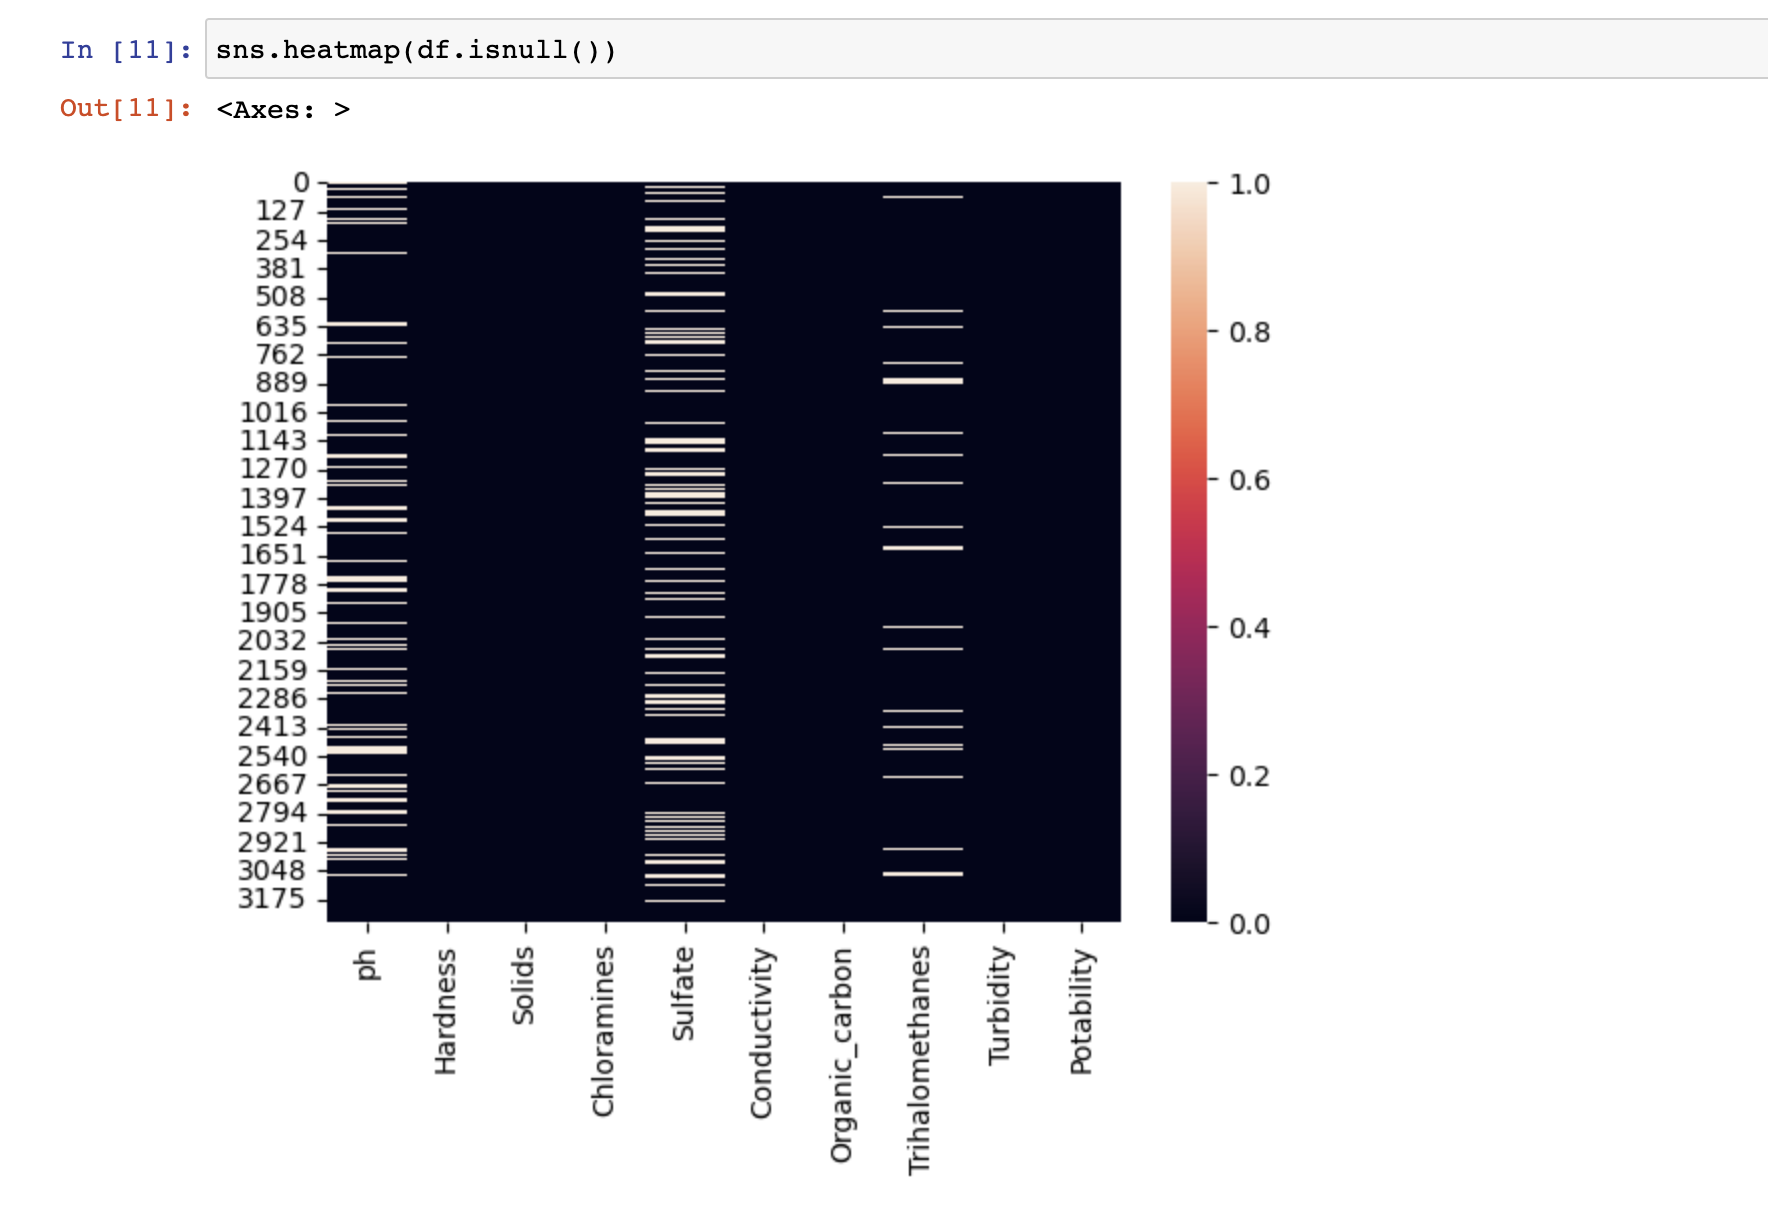 In [11]: sns.heatmap(df.isnull())
Out[11]: <Axes: >
0
127
254
381
508
635
762
889
1016
1143
1270
1397
1524
1651
1778
1905
2032
2159
2286
2413
2540
2667
2794
2921
3048
3175
ph
Hardness
Solids
Chloramines
Sulfate
Conductivity
Organic_carbon
Trihalomethanes
Turbidity
Potability
1.0
0.8
0.6
0.4
0.2
0.0